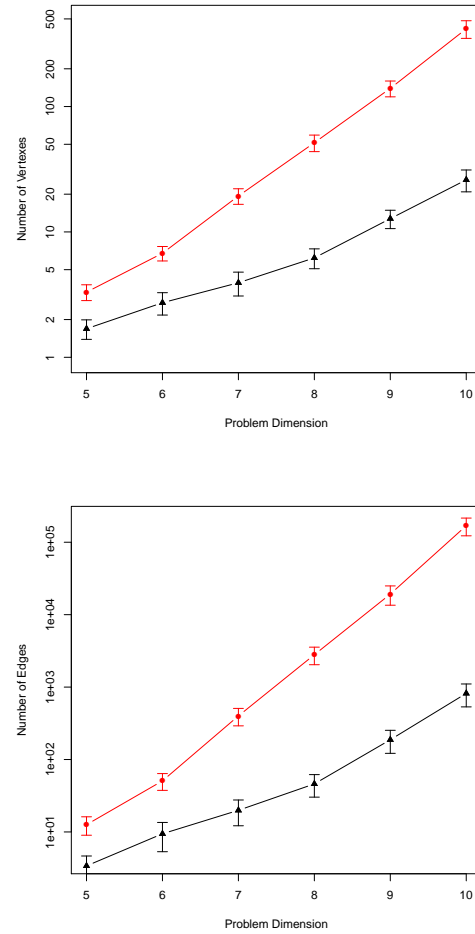 Number of Vertexes
500
200
100
50
20
10
5
2
1
5 6 7 8 9 10
Problem Dimension
Number of Edges
1e+05
1e+04
1e+03
1e+02
1e+01
5 6 7 8 9 10
Problem Dimension